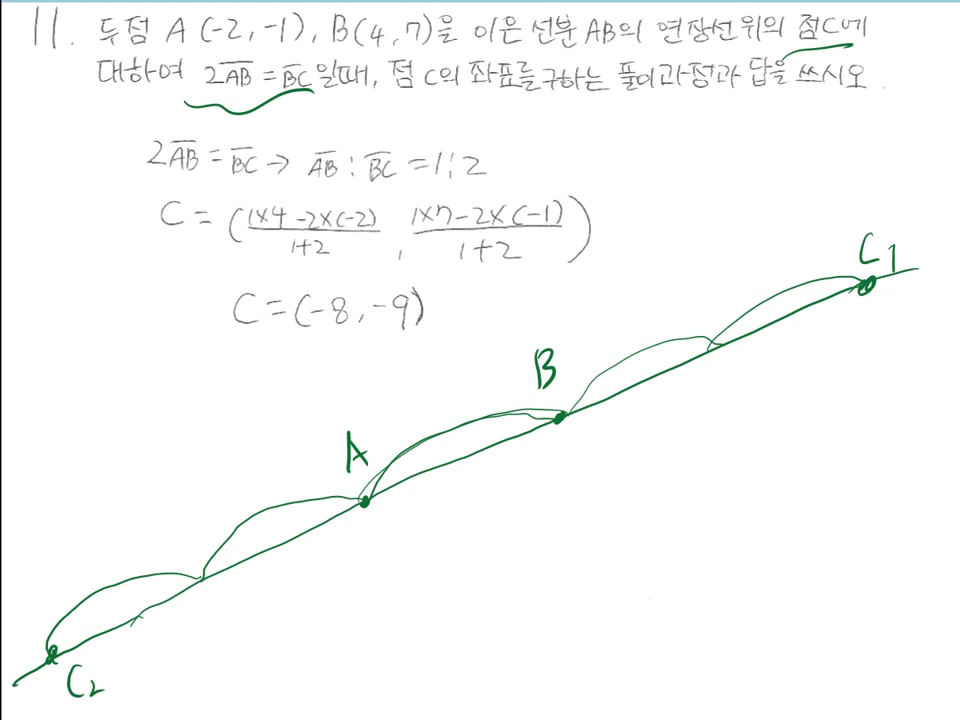 11. 두점 A (-2, -1), B(4, 7)을 이은 선분 AB의 연장선위의 점C에
대하여 2AB = BC 일때, 점 C의 좌표를구하는 풀이과정과 답을 쓰시오.
2AB = BC → AB : BC = 1 : 2
C = (1×4-2×(-2)/1+2, 1×7-2×(-1)/1+2)
C = (-8, -9)
C1
B
A
C2